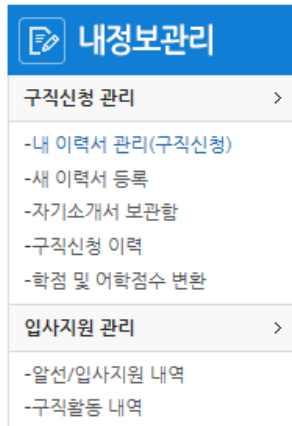 내정보관리
구직신청 관리
-내 이력서 관리(구직신청)
-새 이력서 등록
-자기소개서 보관함
-구직신청 이력
-학점 및 어학점수 변환
입사지원 관리
-알선/입사지원 내역
-구직활동 내역